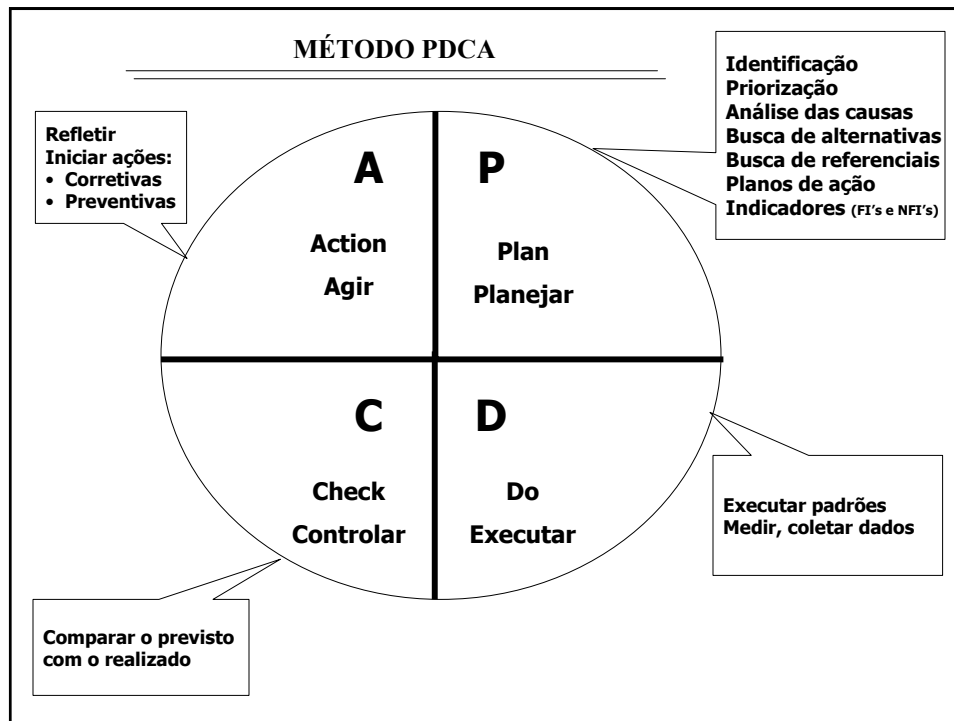 MÉTODO PDCA
Identificação
Priorização
Análise das causas
Busca de alternativas
Busca de referenciais
Planos de ação
Indicadores (FI’s e NFI’s)
Refletir
Iniciar ações:
• Corretivas
• Preventivas
A
Action
Agir
P
Plan
Planejar
C
Check
Controlar
D
Do
Executar
Executar padrões
Medir, coletar dados
Comparar o previsto
com o realizado